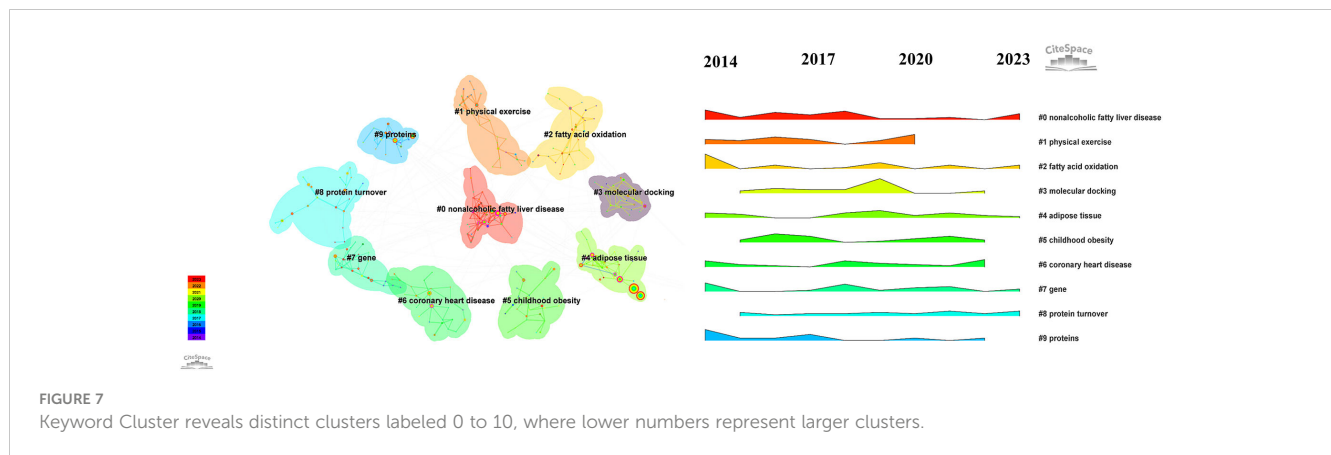 2014 2017 2020 2023 CiteSpace
#1 physical exercise
#2 fatty acid oxidation
#9 proteins
#8 protein turnover
#3 molecular docking
#0 nonalcoholic fatty liver disease
#7 gene
#4 adipose tissue
#6 coronary heart disease
#5 childhood obesity
CiteSpace
#0 nonalcoholic fatty liver disease
#1 physical exercise
#2 fatty acid oxidation
#3 molecular docking
#4 adipose tissue
#5 childhood obesity
#6 coronary heart disease
#7 gene
#8 protein turnover
#9 proteins
FIGURE 7
Keyword Cluster reveals distinct clusters labeled 0 to 10, where lower numbers represent larger clusters.